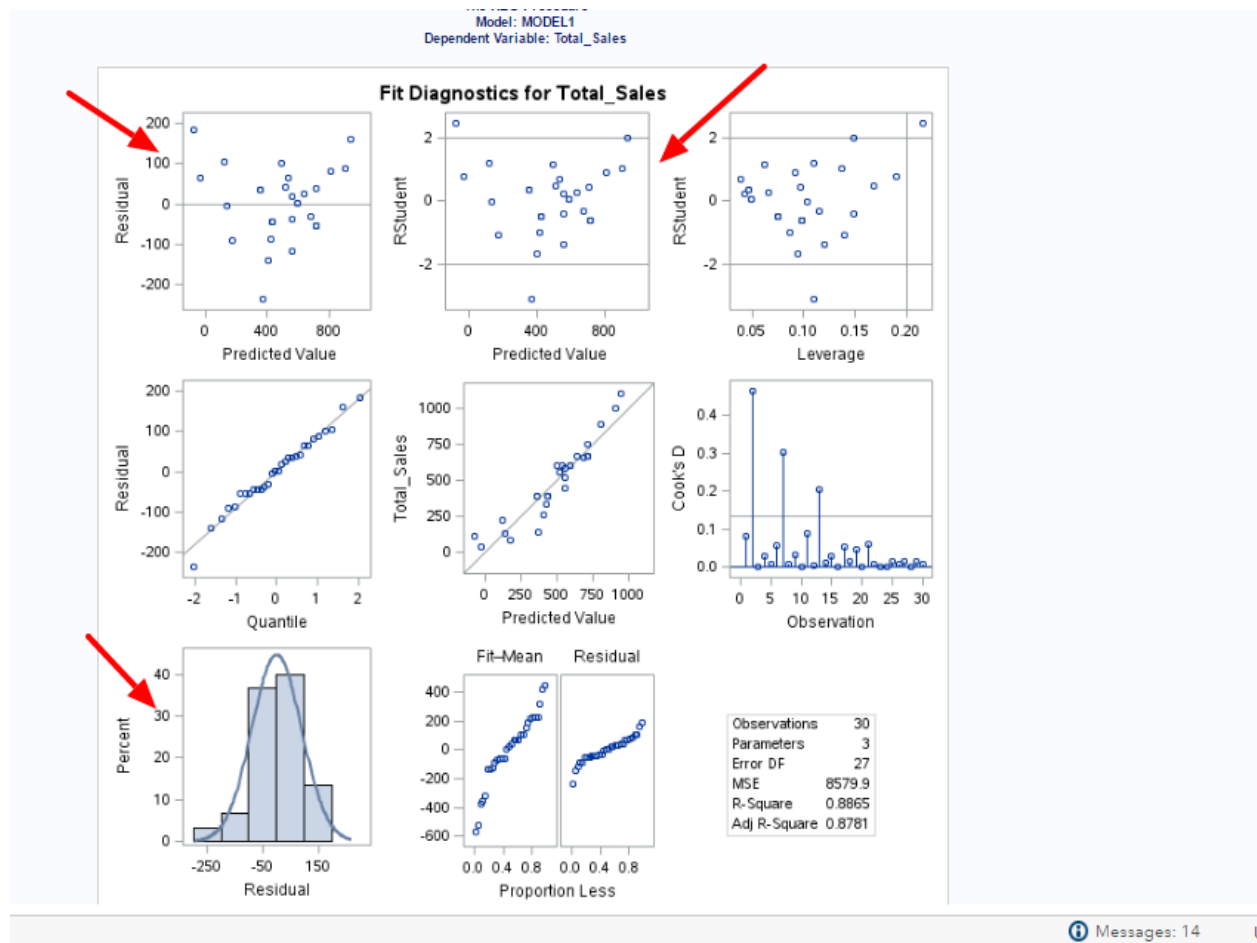 Model: MODEL1
Dependent Variable: Total_Sales
Fit Diagnostics for Total_Sales
200
100
0
-100
-200
Residual
0 400 800
Predicted Value
2
0
-2
RStudent
0 400 800
Predicted Value
2
0
-2
RStudent
0.05 0.10 0.15 0.20
Leverage
200
100
0
-100
-200
Residual
-2 -1 0 1 2
Quantile
1000
750
500
250
0
Total_Sales
0 250 500 750 1000
Predicted Value
0.4
0.3
0.2
0.1
0.0
Cook's D
0 5 10 15 20 25 30
Observation
40
30
20
10
0
Percent
-250 -50 150
Residual
Fit–Mean Residual
400
200
0
-200
-400
-600
0.0 0.4 0.8 0.0 0.4 0.8
Proportion Less
Observations 30
Parameters 3
Error DF 27
MSE 8579.9
R-Square 0.8865
Adj R-Square 0.8781
Messages: 14